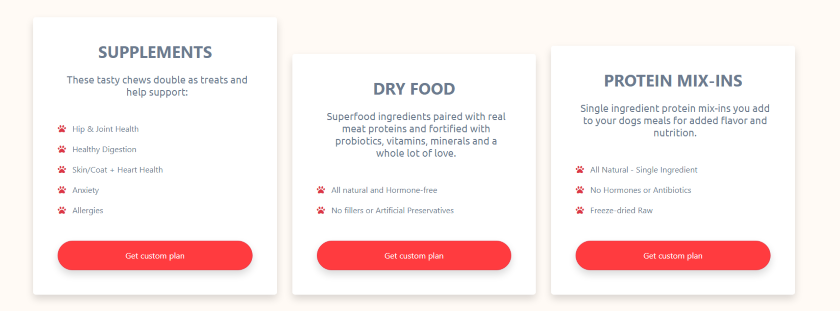 SUPPLEMENTS
These tasty chews double as treats and
help support:
Hip & Joint Health
Healthy Digestion
Skin/Coat + Heart Health
Anxiety
Allergies
Get custom plan
DRY FOOD
Superfood ingredients paired with real
meat proteins and fortified with
probiotics, vitamins, minerals and a
whole lot of love.
All natural and Hormone-free
No fillers or Artificial Preservatives
Get custom plan
PROTEIN MIX-INS
Single ingredient protein mix-ins you add
to your dogs meals for added flavor and
nutrition.
All Natural - Single Ingredient
No Hormones or Antibiotics
Freeze-dried Raw
Get custom plan